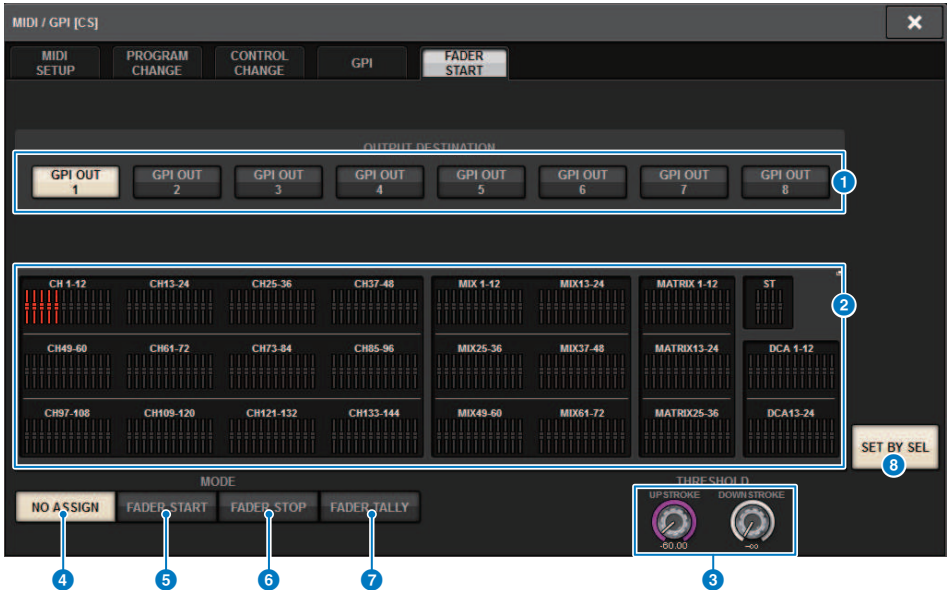 MIDI / GPI [CS]
MIDI SETUP
PROGRAM CHANGE
CONTROL CHANGE
GPI
FADER START
OUTPUT DESTINATION
GPI OUT 1
GPI OUT 2
GPI OUT 3
GPI OUT 4
GPI OUT 5
GPI OUT 6
GPI OUT 7
GPI OUT 8
1
CH 1-12
CH13-24
CH25-36
CH37-48
MIX 1-12
MIX13-24
MATRIX 1-12
ST
2
CH49-60
CH61-72
CH73-84
CH85-96
MIX25-36
MIX37-48
MATRIX13-24
DCA 1-12
CH97-108
CH109-120
CH121-132
CH133-144
MIX49-60
MIX61-72
MATRIX25-36
DCA13-24
SET BY SEL
8
MODE
THRESHOLD
NO ASSIGN
FADER START
FADER STOP
FADER TALLY
UPSTROKE
DOWN STROKE
-60.00
-∞
4
5
6
7
3